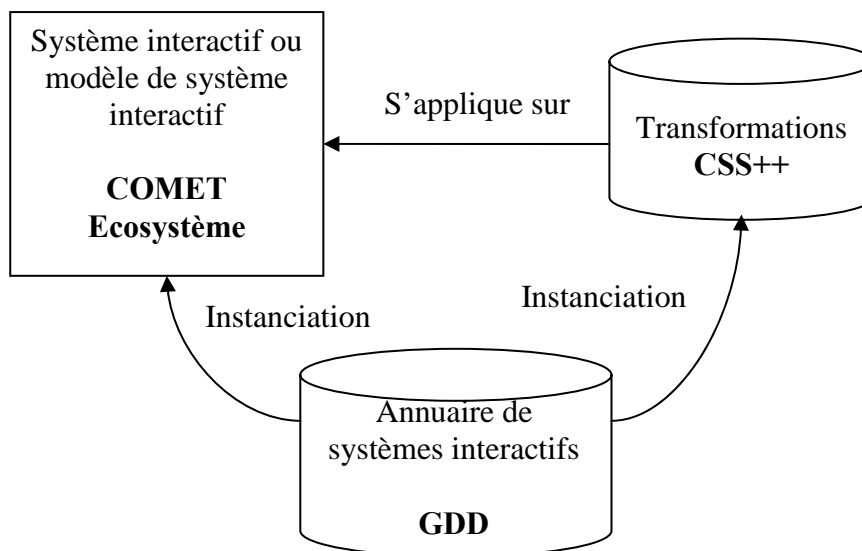 Système interactif ou
modèle de système
interactif
COMET
Ecosystème
S'applique sur
Transformations
CSS++
Instanciation
Instanciation
Annuaire de
systèmes interactifs
GDD